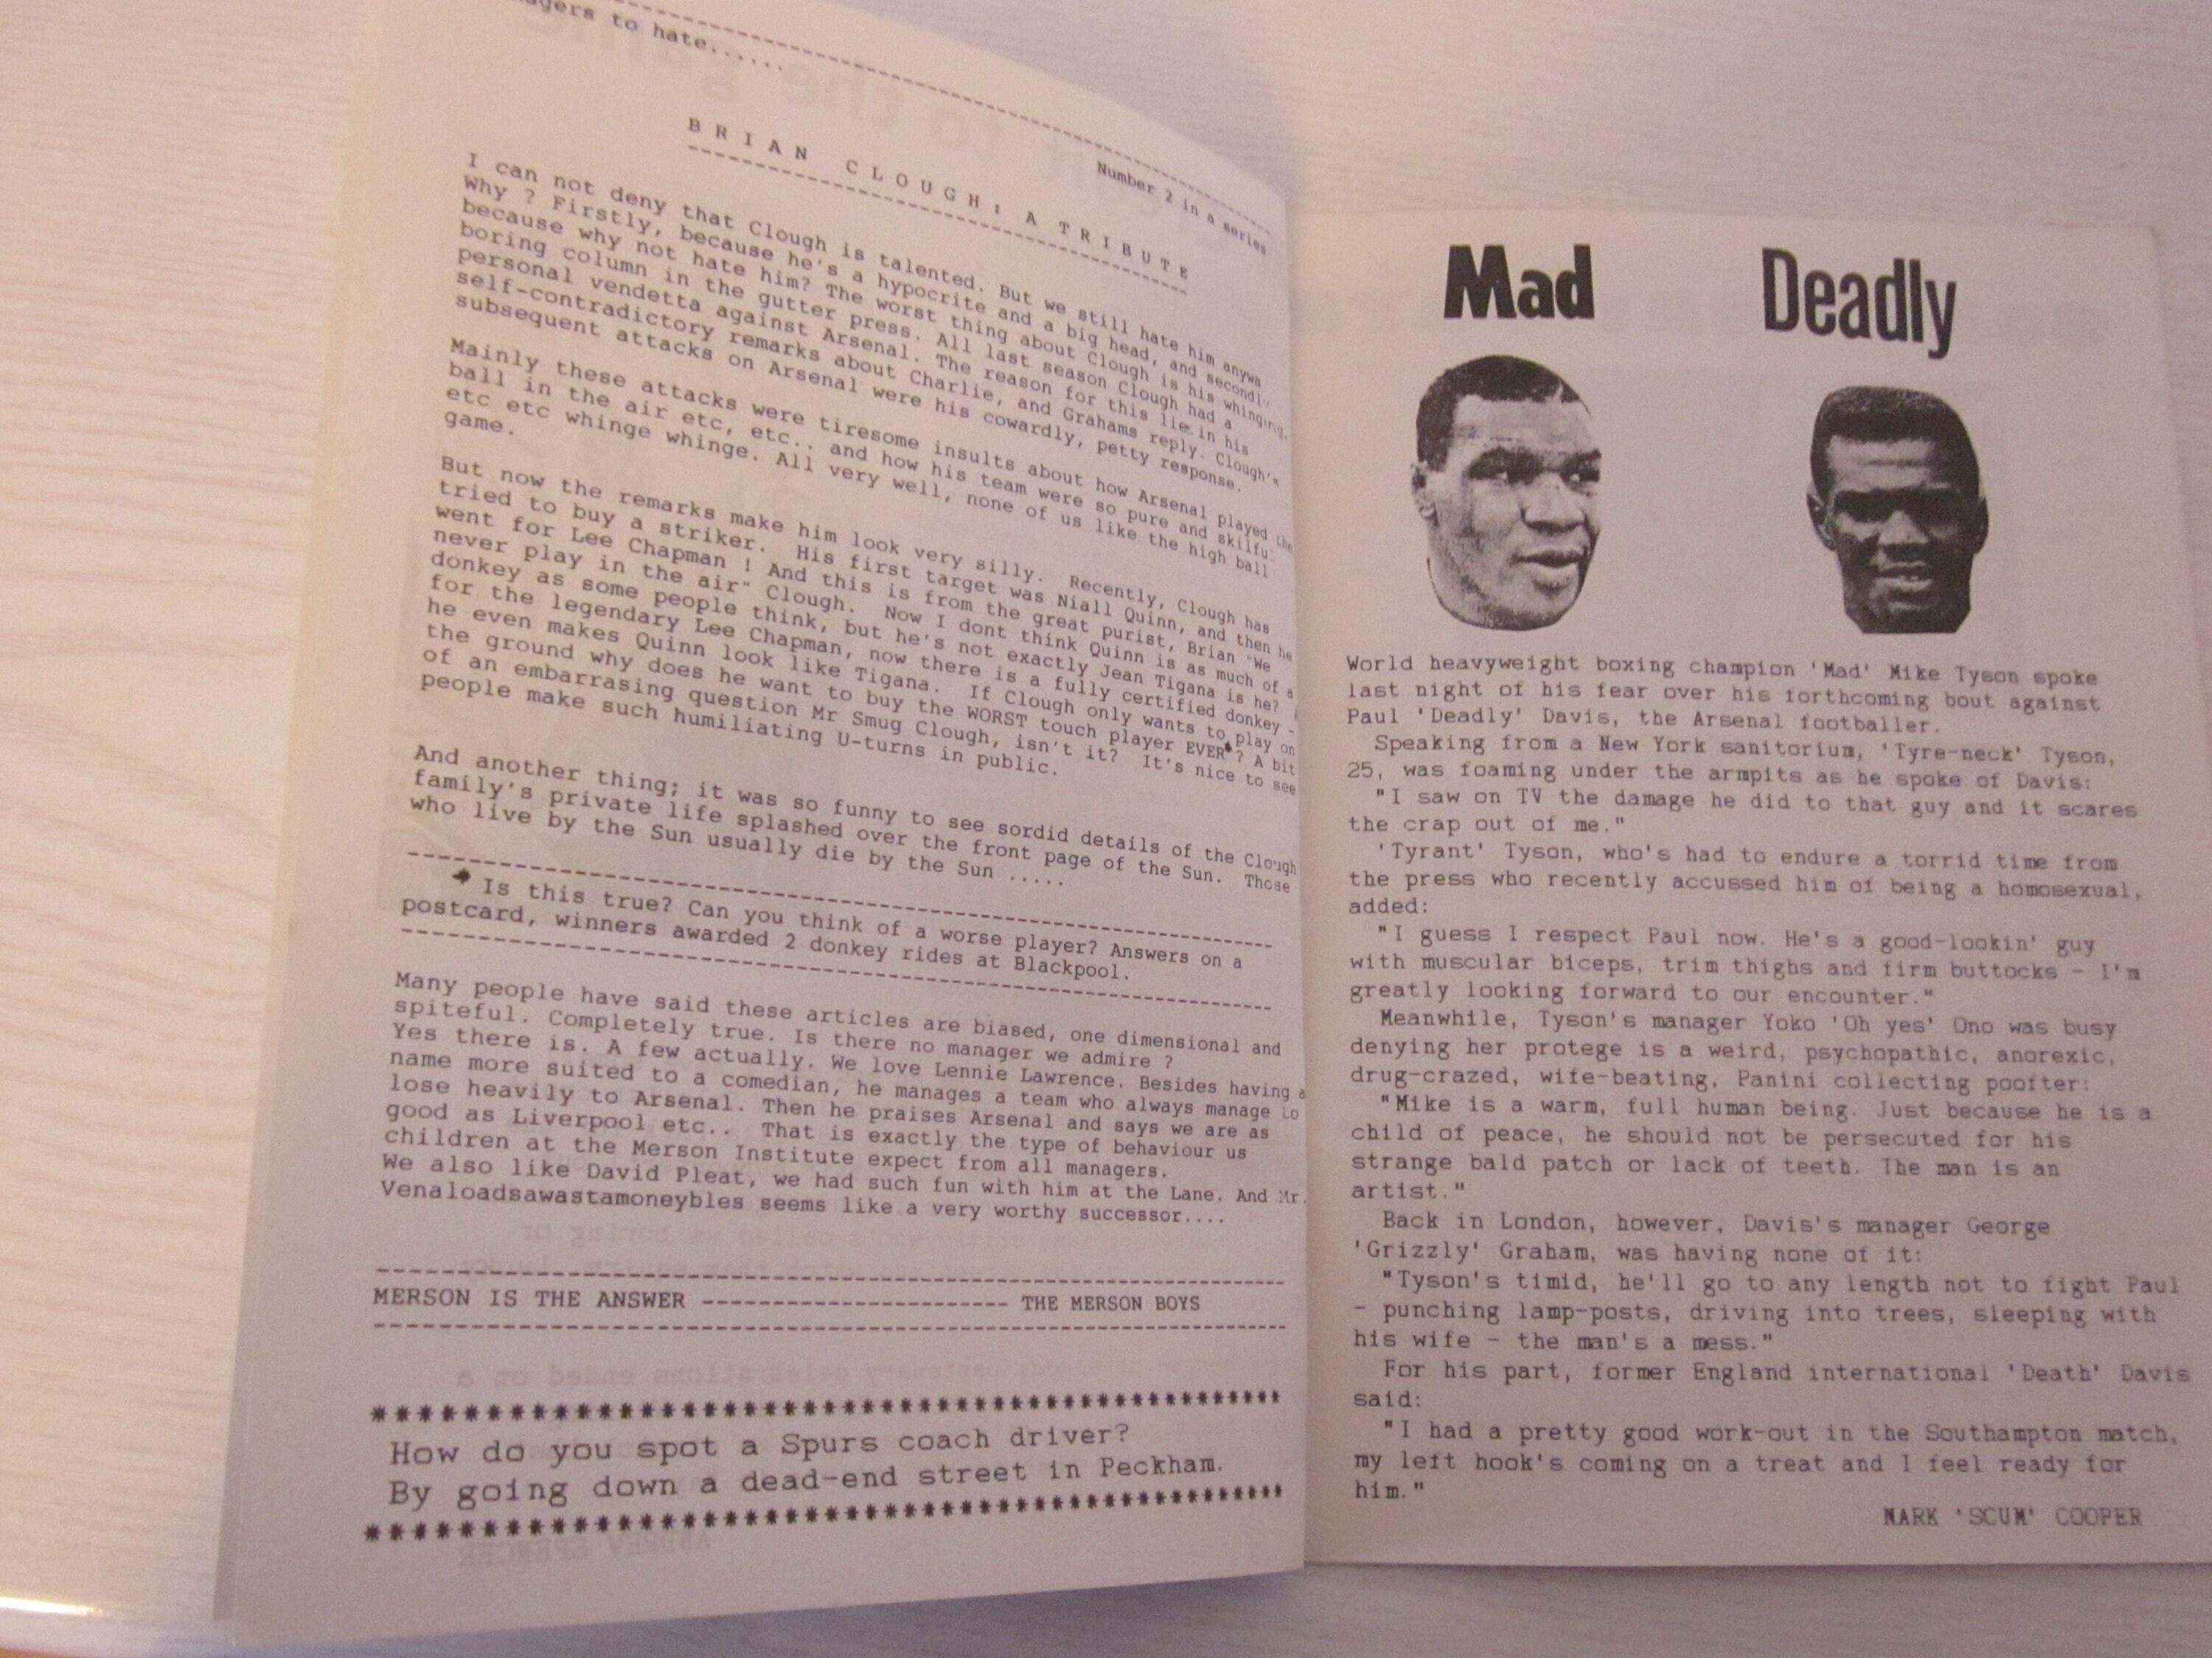 agers to hate......
Number 2 in a series
BRIAN CLOUGH: A TRIBUTE
I can not deny that Clough is talented. But we still hate him anywa
Why ? Firstly, because he's a hypocrite and a big head, and secondl
because why not hate him? The worst thing about Clough is his whinging,
boring column in the gutter press. All last season Clough had a
personal vendetta against Arsenal. The reason for this lies in his
self-contradictory remarks about Charlie, and Grahams reply. Clough's
subsequent attacks on Arsenal were his cowardly, petty response.
Mainly these attacks were tiresome insults about how Arsenal played the
ball in the air etc, etc.. and how his team were so pure and skilfu
etc etc whinge whinge. All very well, none of us like the high ball
game.
But now the remarks make him look very silly. Recently, Clough has
tried to buy a striker. His first target was Niall Quinn, and then he
went for Lee Chapman ! And this is from the great purist, Brian "We
never play in the air" Clough. Now I dont think Quinn is as much of a
donkey as some people think, but he's not exactly Jean Tigana is he?
for the legendary Lee Chapman, now there is a fully certified donkey -
he even makes Quinn look like Tigana. If Clough only wants to play on
the ground why does he want to buy the WORST touch player EVER*? A bit
of an embarrasing question Mr Smug Clough, isn't it? It's nice to see
people make such humiliating U-turns in public.
And another thing; it was so funny to see sordid details of the Clough
family's private life splashed over the front page of the Sun. Those
who live by the Sun usually die by the Sun .....
* Is this true? Can you think of a worse player? Answers on a
postcard, winners awarded 2 donkey rides at Blackpool.
Many people have said these articles are biased, one dimensional and
spiteful. Completely true. Is there no manager we admire ?
Yes there is. A few actually. We love Lennie Lawrence. Besides having a
name more suited to a comedian, he manages a team who always manage to
lose heavily to Arsenal. Then he praises Arsenal and says we are as
good as Liverpool etc.. That is exactly the type of behaviour us
children at the Merson Institute expect from all managers.
We also like David Pleat, we had such fun with him at the Lane. And Mr.
Venaloadsawastamoneybles seems like a very worthy successor....
MERSON IS THE ANSWER ----------------------- THE MERSON BOYS
How do you spot a Spurs coach driver?
By going down a dead-end street in Peckham.
Mad Deadly
World heavyweight boxing champion 'Mad' Mike Tyson spoke
last night of his fear over his forthcoming bout against
Paul 'Deadly' Davis, the Arsenal footballer.
Speaking from a New York sanitorium, 'Tyre-neck' Tyson,
25, was foaming under the armpits as he spoke of Davis:
"I saw on TV the damage he did to that guy and it scares
the crap out of me."
'Tyrant' Tyson, who's had to endure a torrid time from
the press who recently accussed him of being a homosexual,
added:
"I guess I respect Paul now. He's a good-lookin' guy
with muscular biceps, trim thighs and firm buttocks - I'm
greatly looking forward to our encounter."
Meanwhile, Tyson's manager Yoko 'Oh yes' Ono was busy
denying her protege is a weird, psychopathic, anorexic,
drug-crazed, wife-beating, Panini collecting poofter:
"Mike is a warm, full human being. Just because he is a
child of peace, he should not be persecuted for his
strange bald patch or lack of teeth. The man is an
artist."
Back in London, however, Davis's manager George
'Grizzly' Graham, was having none of it:
"Tyson's timid, he'll go to any length not to fight Paul
- punching lamp-posts, driving into trees, sleeping with
his wife - the man's a mess."
For his part, former England international 'Death' Davis
said:
"I had a pretty good work-out in the Southampton match,
my left hook's coming on a treat and I feel ready for
him."
MARK 'SCUM' COOPER